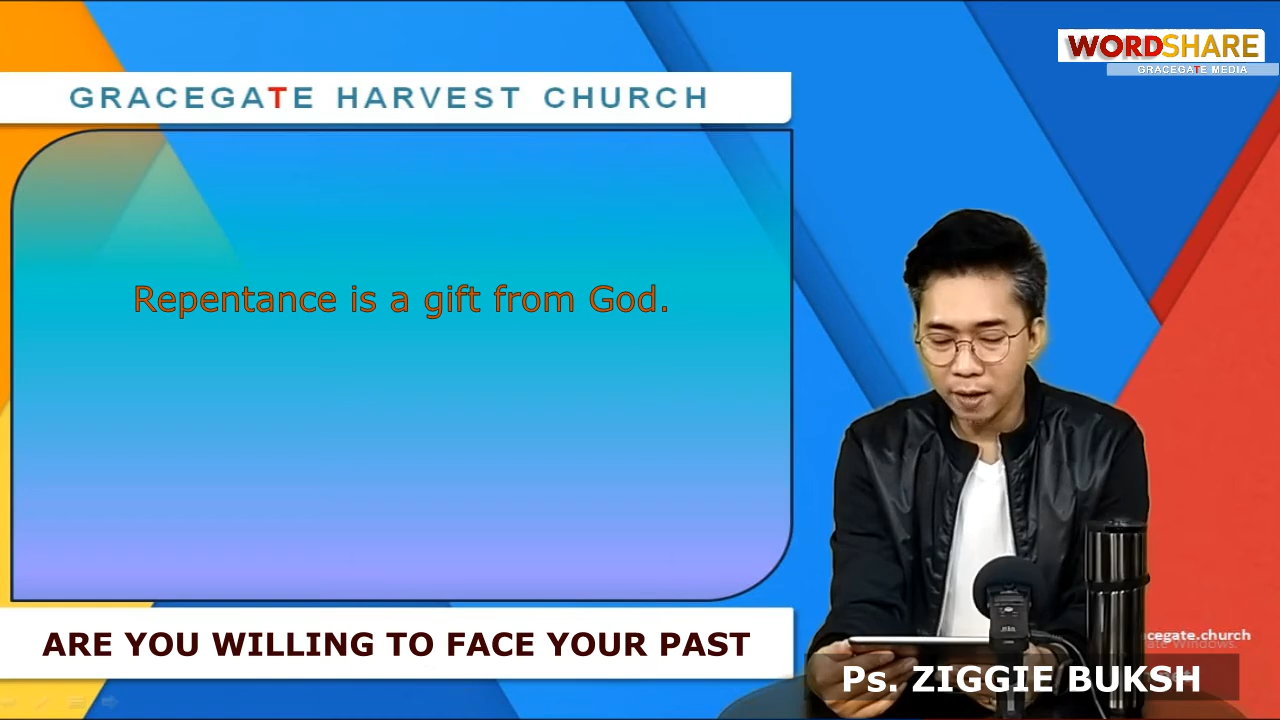 WORDSHARE
GRACEGATE MEDIA
GRACEGATE HARVEST CHURCH
Repentance is a gift from God.
ARE YOU WILLING TO FACE YOUR PAST
cegate.church
Windows.
Ps. ZIGGIE BUKSH